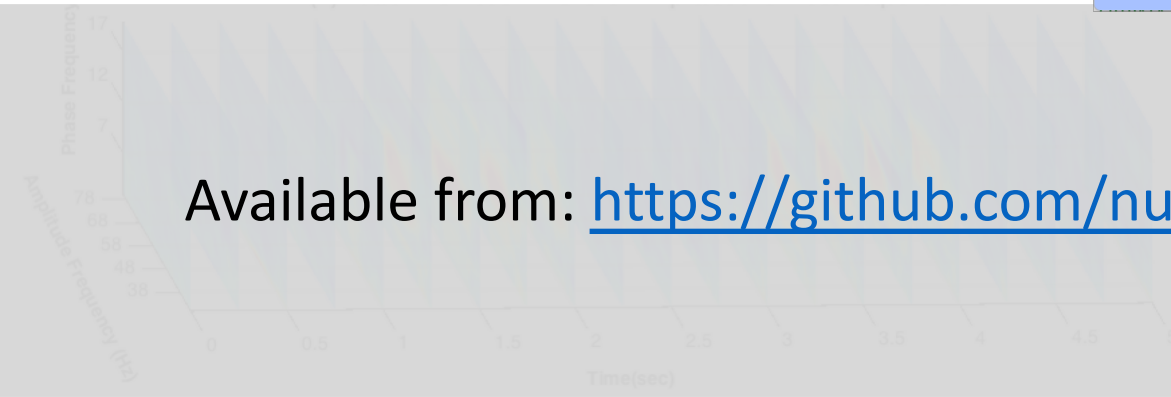 17
12
7
Phase Frequency
Available from: https://github.com/nu
78
68
58
48
38
Amplitude Frequency (Hz)
0 0.5 1 1.5 2 2.5 3 3.5 4 4.5
Time(sec)